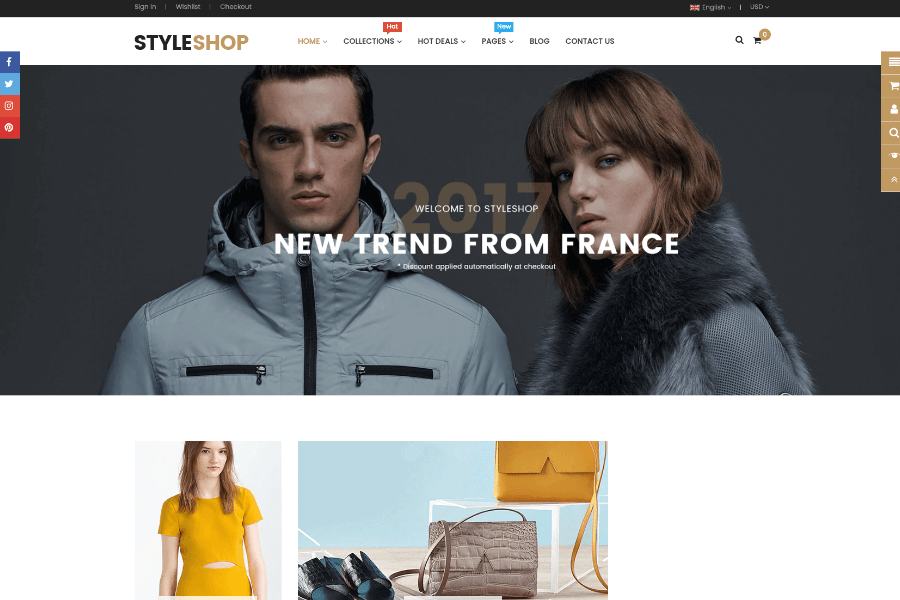 Sign In | Wishlist | Checkout
English | USD
Hot
New
STYLESHOP
HOME COLLECTIONS HOT DEALS PAGES BLOG CONTACT US
0
2017
WELCOME TO STYLESHOP
NEW TREND FROM FRANCE
* Discount applied automatically at checkout